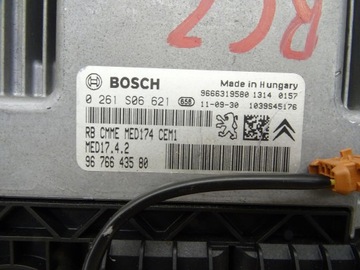 BOSCH
Made in Hungary
0 261 S06 621
658
9666319580 1314 0157
11-09-30 1039S45176
RB CMME MED174 CEM1
MED17.4.2
96 766 435 80